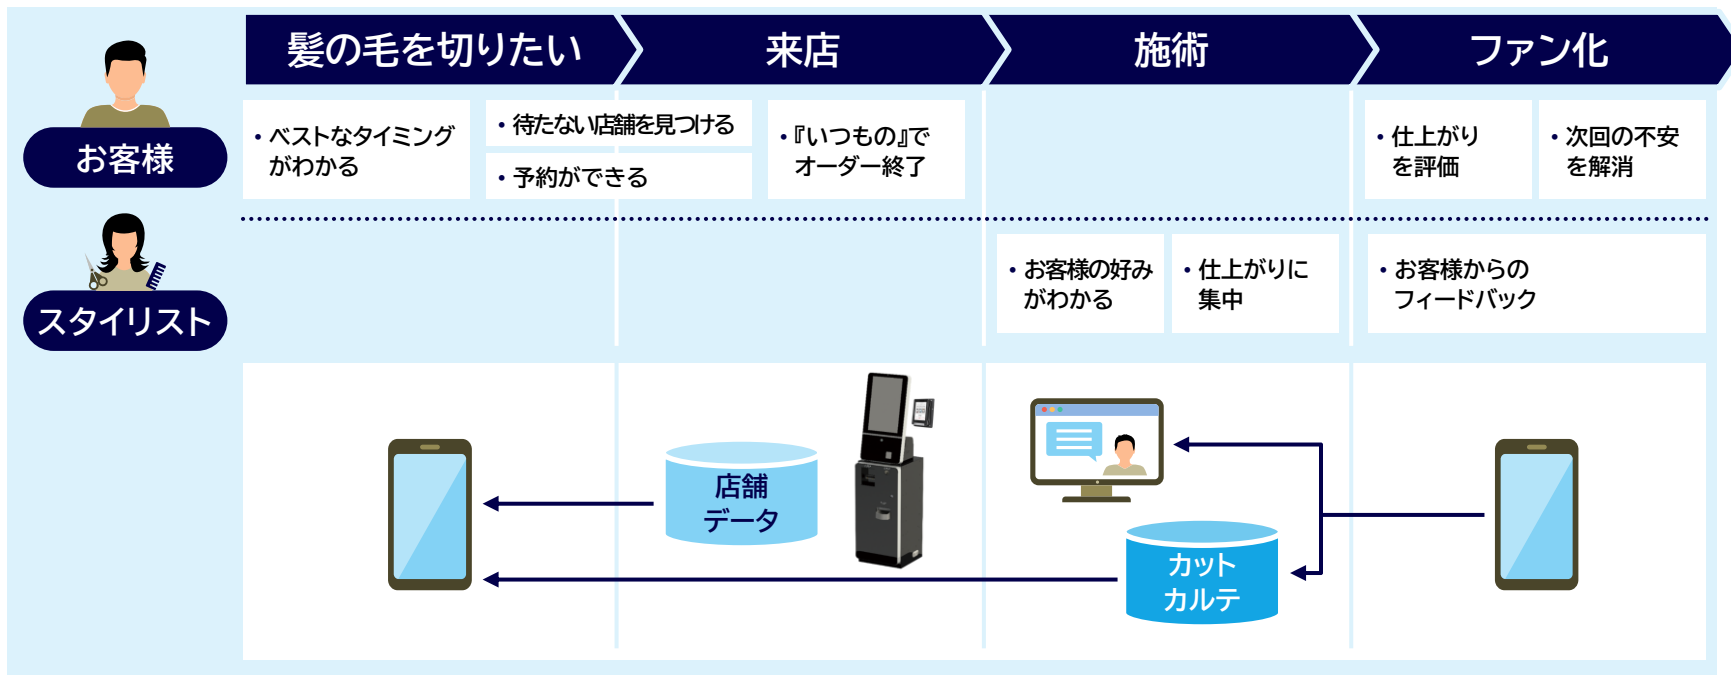 髪の毛を切りたい
来店
施術
ファン化
お客様
・ベストなタイミング
がわかる
・待たない店舗を見つける
・予約ができる
・『いつもの』で
オーダー終了
・仕上がり
を評価
・次回の不安
を解消
スタイリスト
・お客様の好み
がわかる
・仕上がりに
集中
・お客様からの
フィードバック
店舗
データ
カット
カルテ